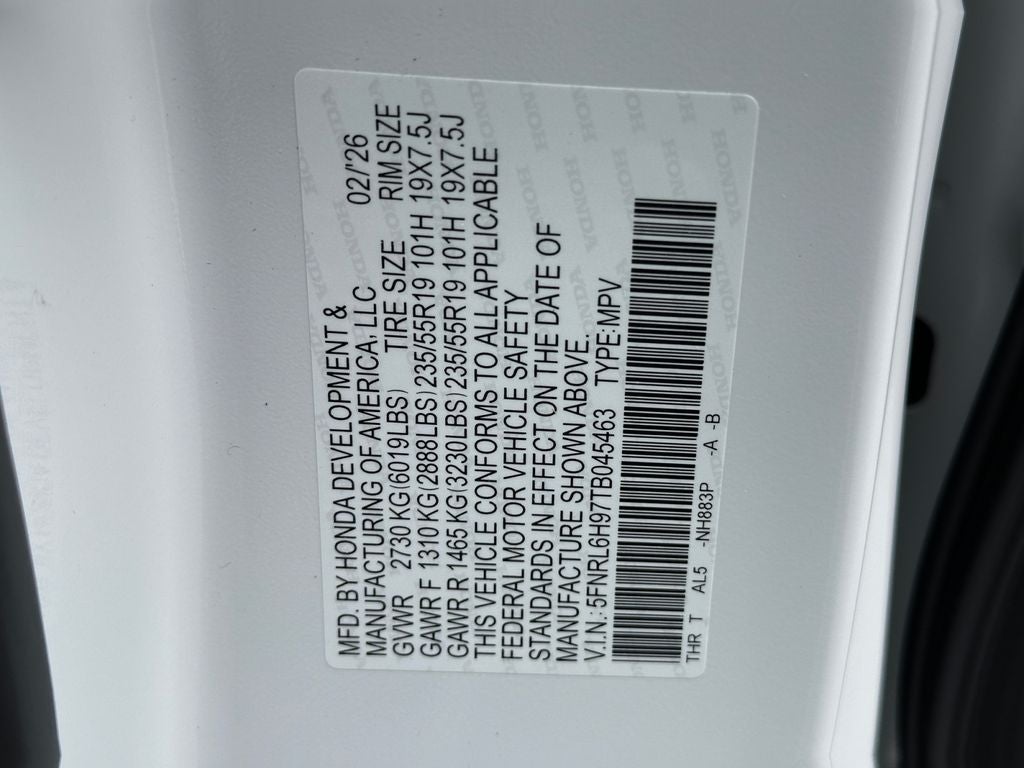 MFD. BY HONDA DEVELOPMENT &
MANUFACTURING OF AMERICA, LLC 02/'26
GVWR 2730 KG(6019LBS) TIRE SIZE RIM SIZE
GAWR F 1310 KG(2888LBS) 235/55R19 101H 19X7.5J
GAWR R 1465 KG(3230LBS) 235/55R19 101H 19X7.5J
THIS VEHICLE CONFORMS TO ALL APPLICABLE
FEDERAL MOTOR VEHICLE SAFETY
STANDARDS IN EFFECT ON THE DATE OF
MANUFACTURE SHOWN ABOVE.
V.I.N.: 5FNRL6H97TB045463 TYPE: MPV
THR T AL5 -NH883P -A -B